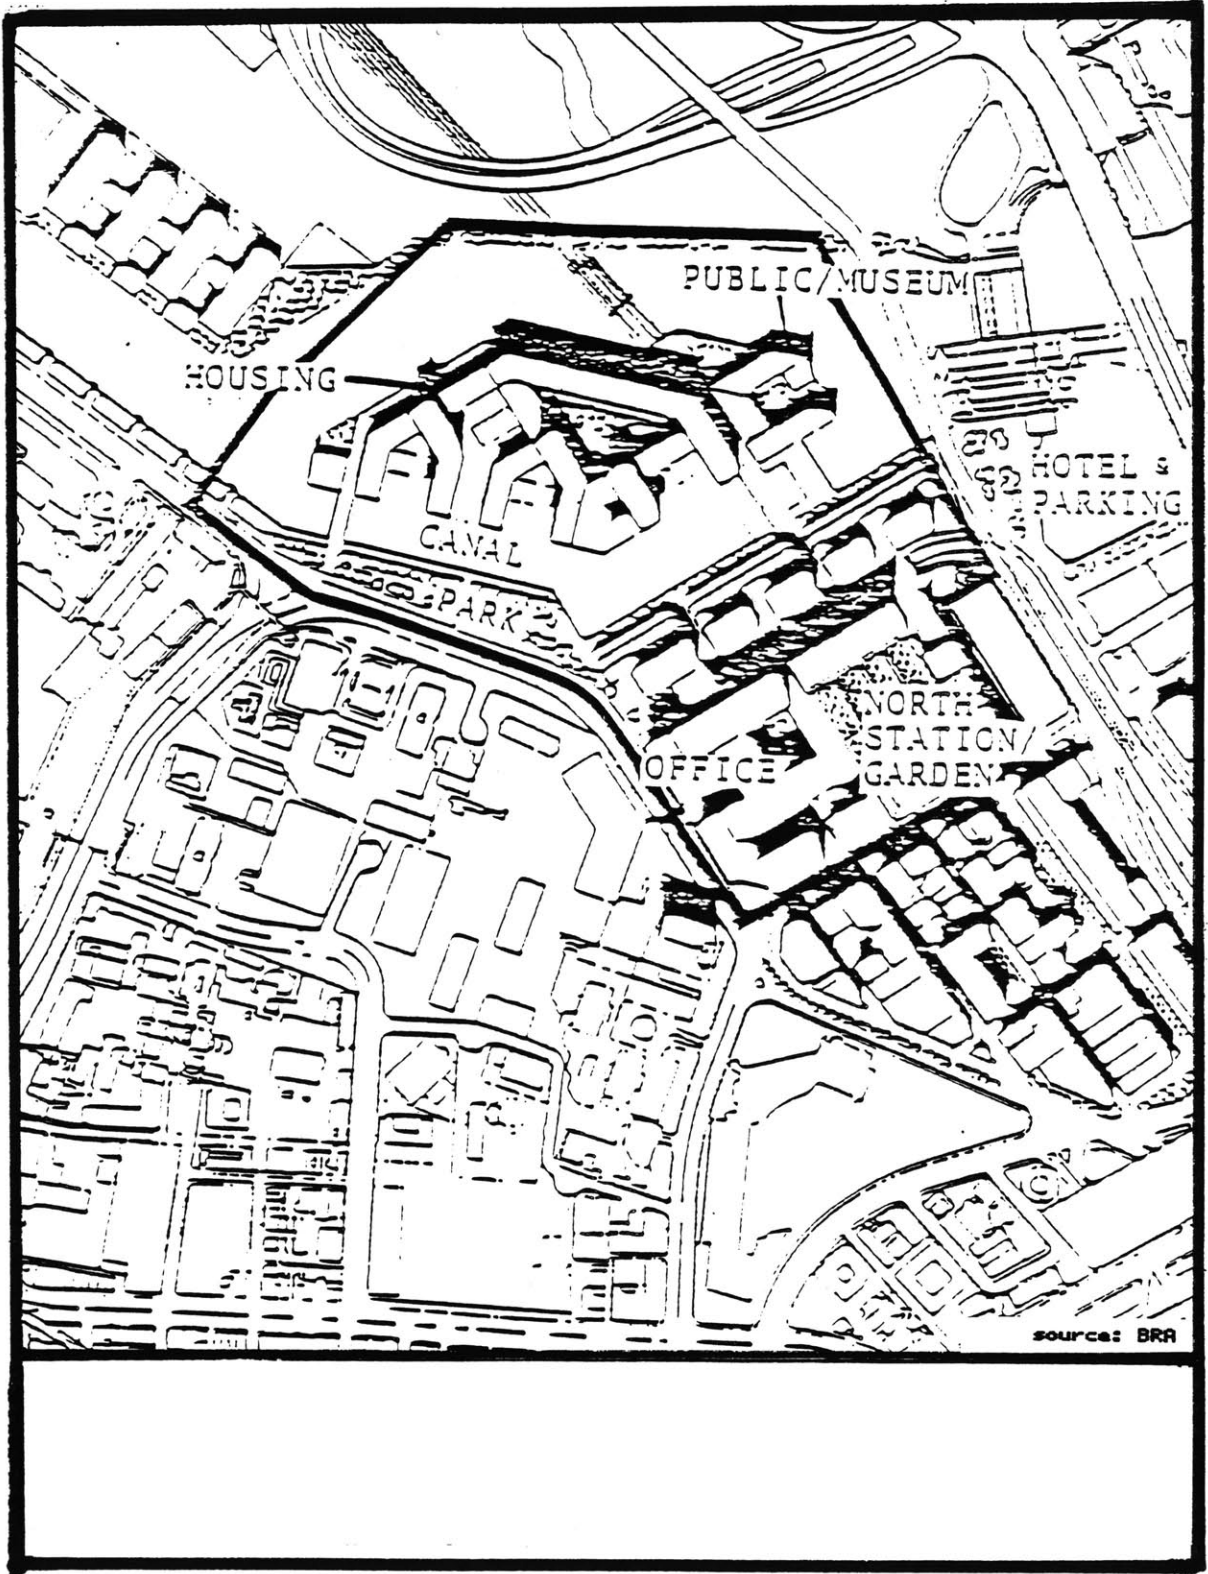 PUBLIC/MUSEUM
HOUSING
HOTEL &
PARKING
CANAL
PARK
NORTH
STATION/
GARDEN
OFFICE
source: BRA